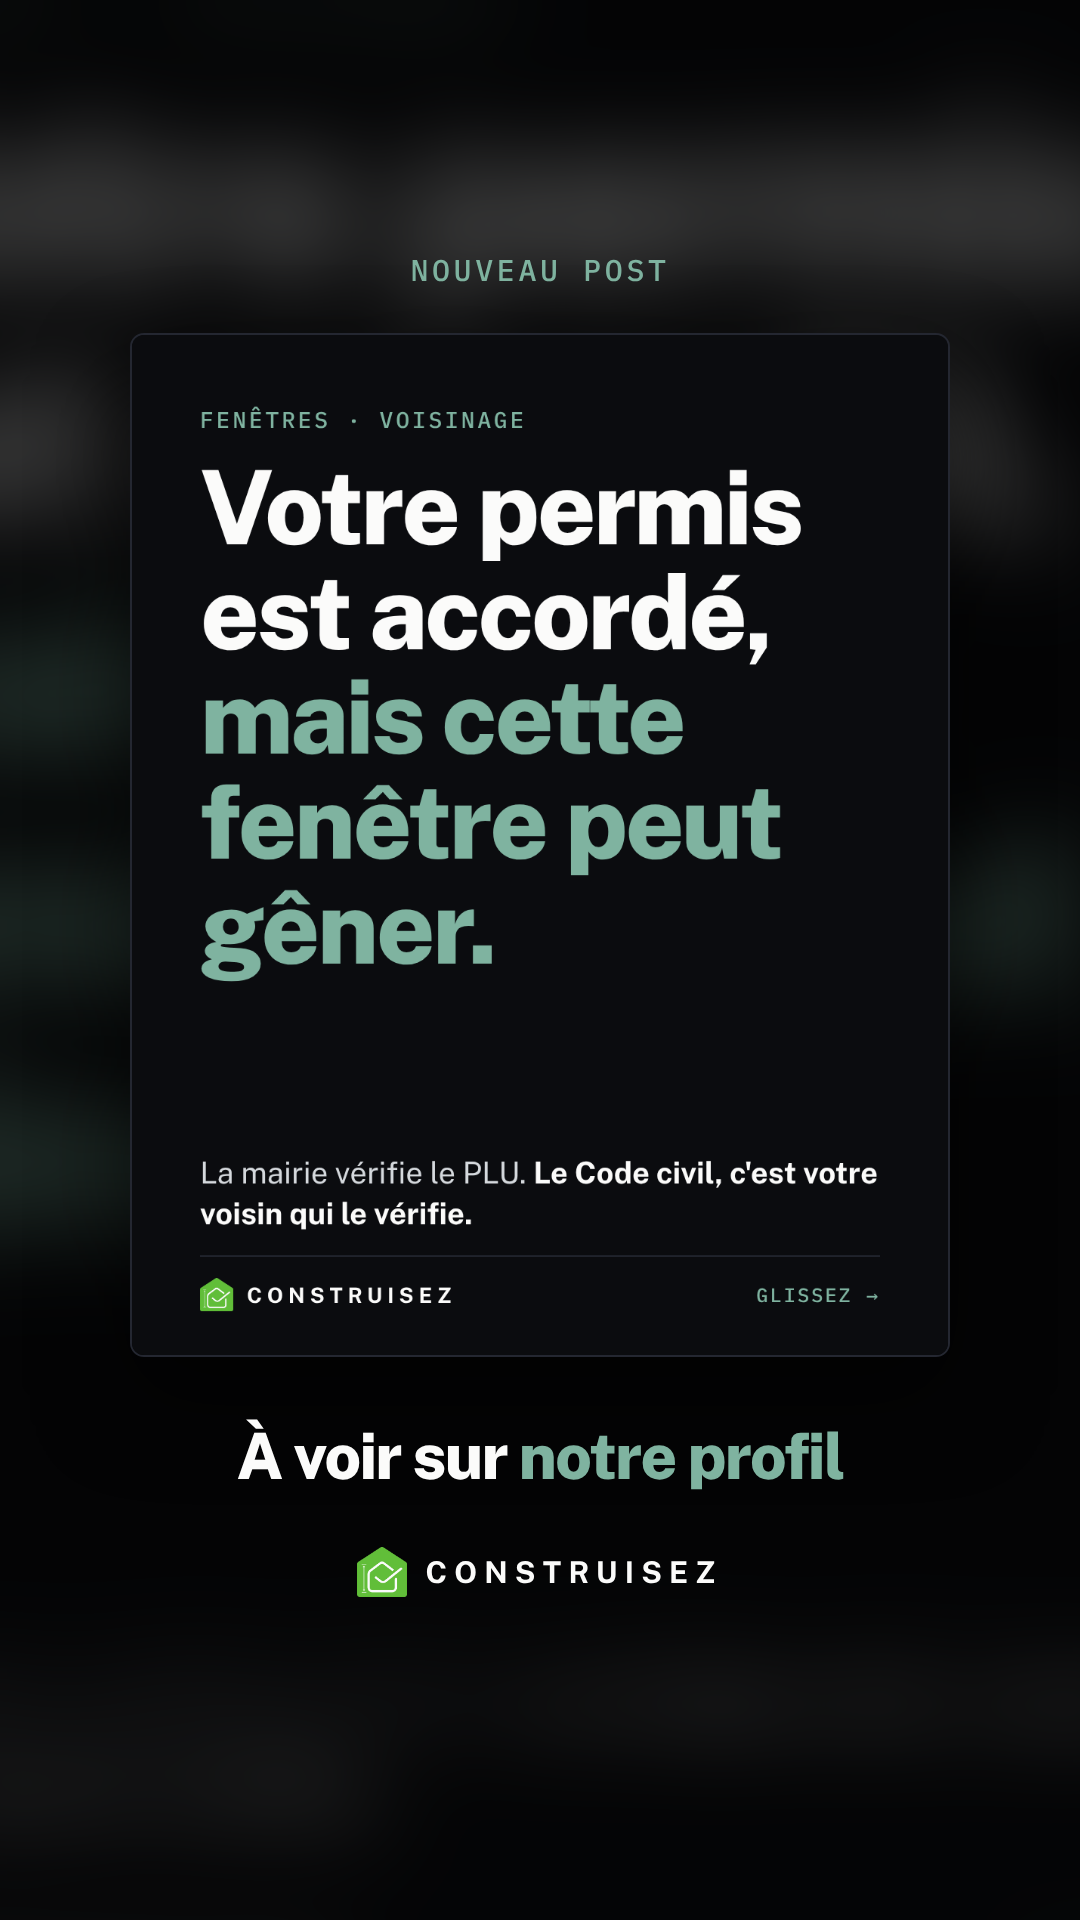 NOUVEAU POST
FENÊTRES · VOISINAGE
Votre permis
est accordé,
mais cette
fenêtre peut
gêner.
La mairie vérifie le PLU. Le Code civil, c'est votre
voisin qui le vérifie.
CONSTRUISEZ
GLISSEZ →
À voir sur notre profil
CONSTRUISEZ